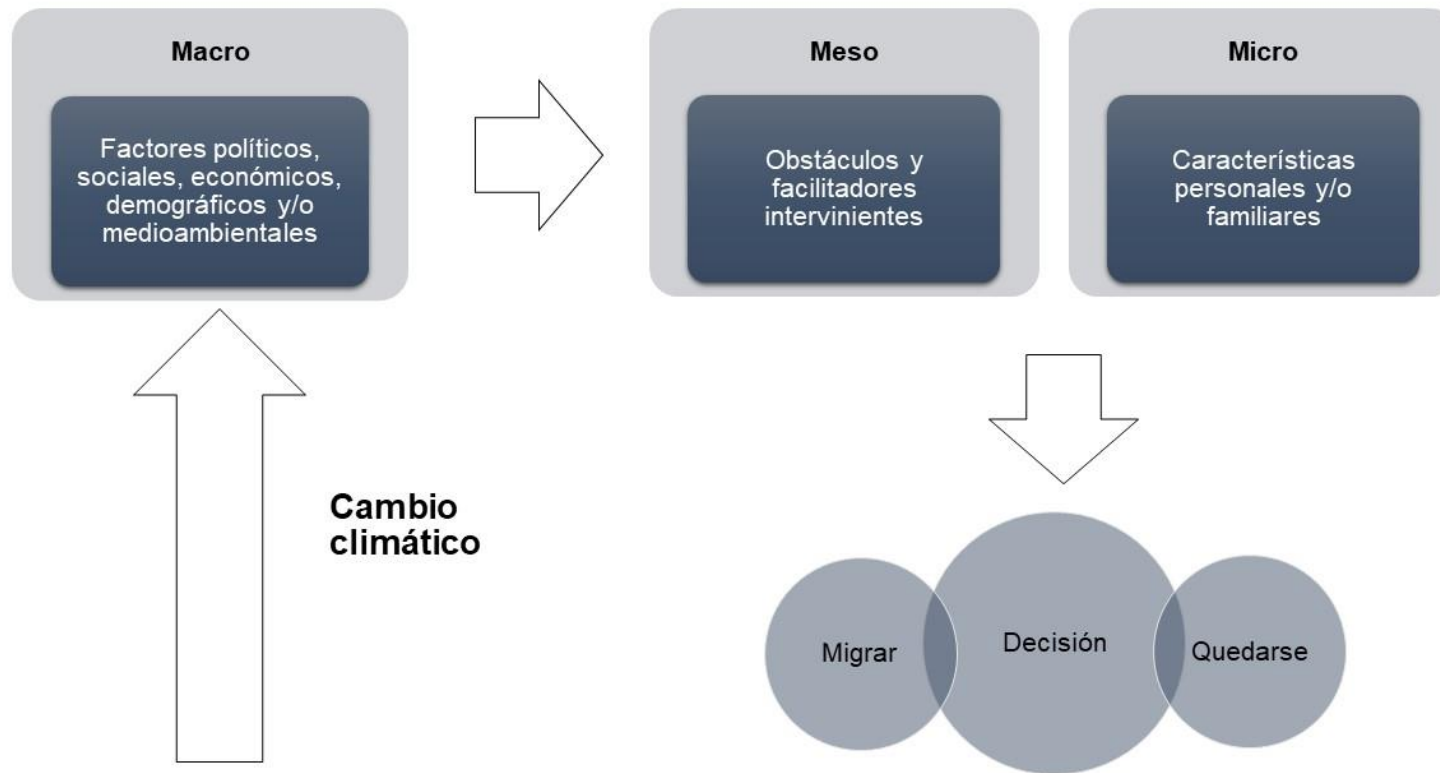 Macro
Factores políticos,
sociales, económicos,
demográficos y/o
medioambientales
Meso
Obstáculos y
facilitadores
intervinientes
Micro
Caracterísficas
personales y/o
familiares
Cambio
climático
Migrar
Decisión
Quedarse